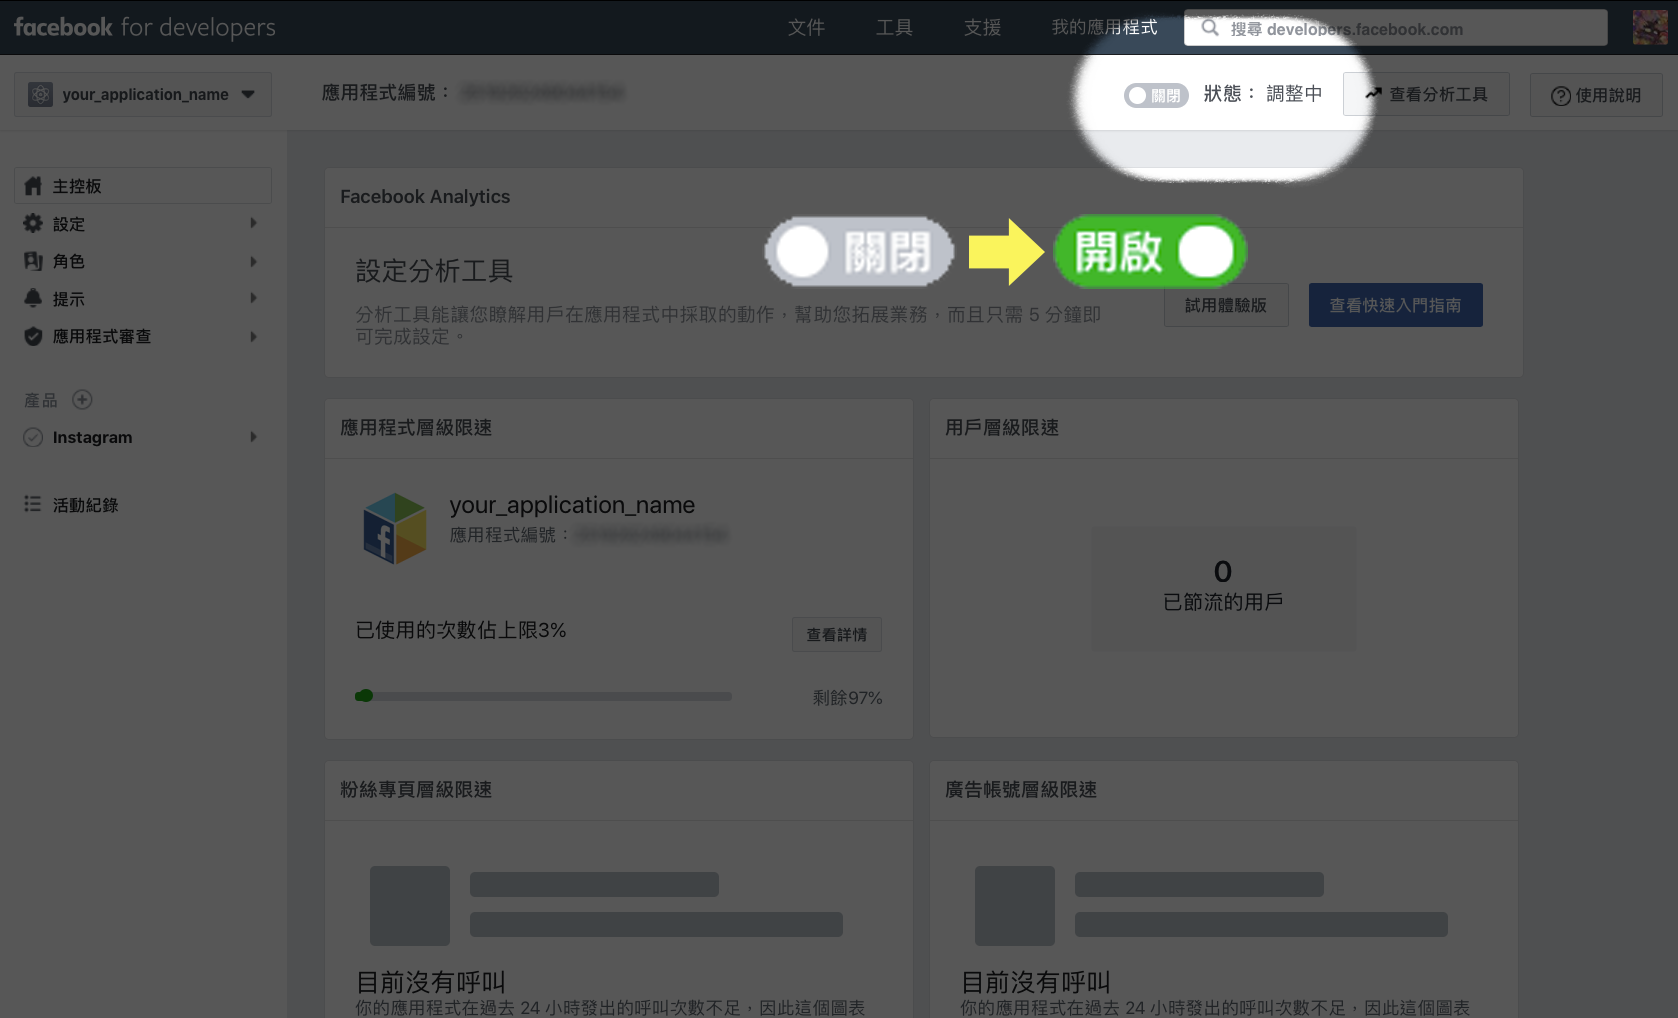 facebook for developers
文件
工具
支援
我的應用程式
搜尋 developers.facebook.com
your_application_name
應用程式編號：
關閉
狀態： 調整中
查看分析工具
使用說明
主控板
設定
角色
提示
應用程式審查
產品
Instagram
活動紀錄
Facebook Analytics
關閉
開啟
設定分析工具
分析工具能讓您瞭解用戶在應用程式中採取的動作，幫助您拓展業務，而且只需 5 分鐘即
可完成設定。
試用體驗版
查看快速入門指南
應用程式層級限速
your_application_name
應用程式編號：
已使用的次數佔上限3%
查看詳情
剩餘97%
用戶層級限速
0
已節流的用戶
粉絲專頁層級限速
目前沒有呼叫
你的應用程式在過去 24 小時發出的呼叫次數不足，因此這個圖表
廣告帳號層級限速
目前沒有呼叫
你的應用程式在過去 24 小時發出的呼叫次數不足，因此這個圖表